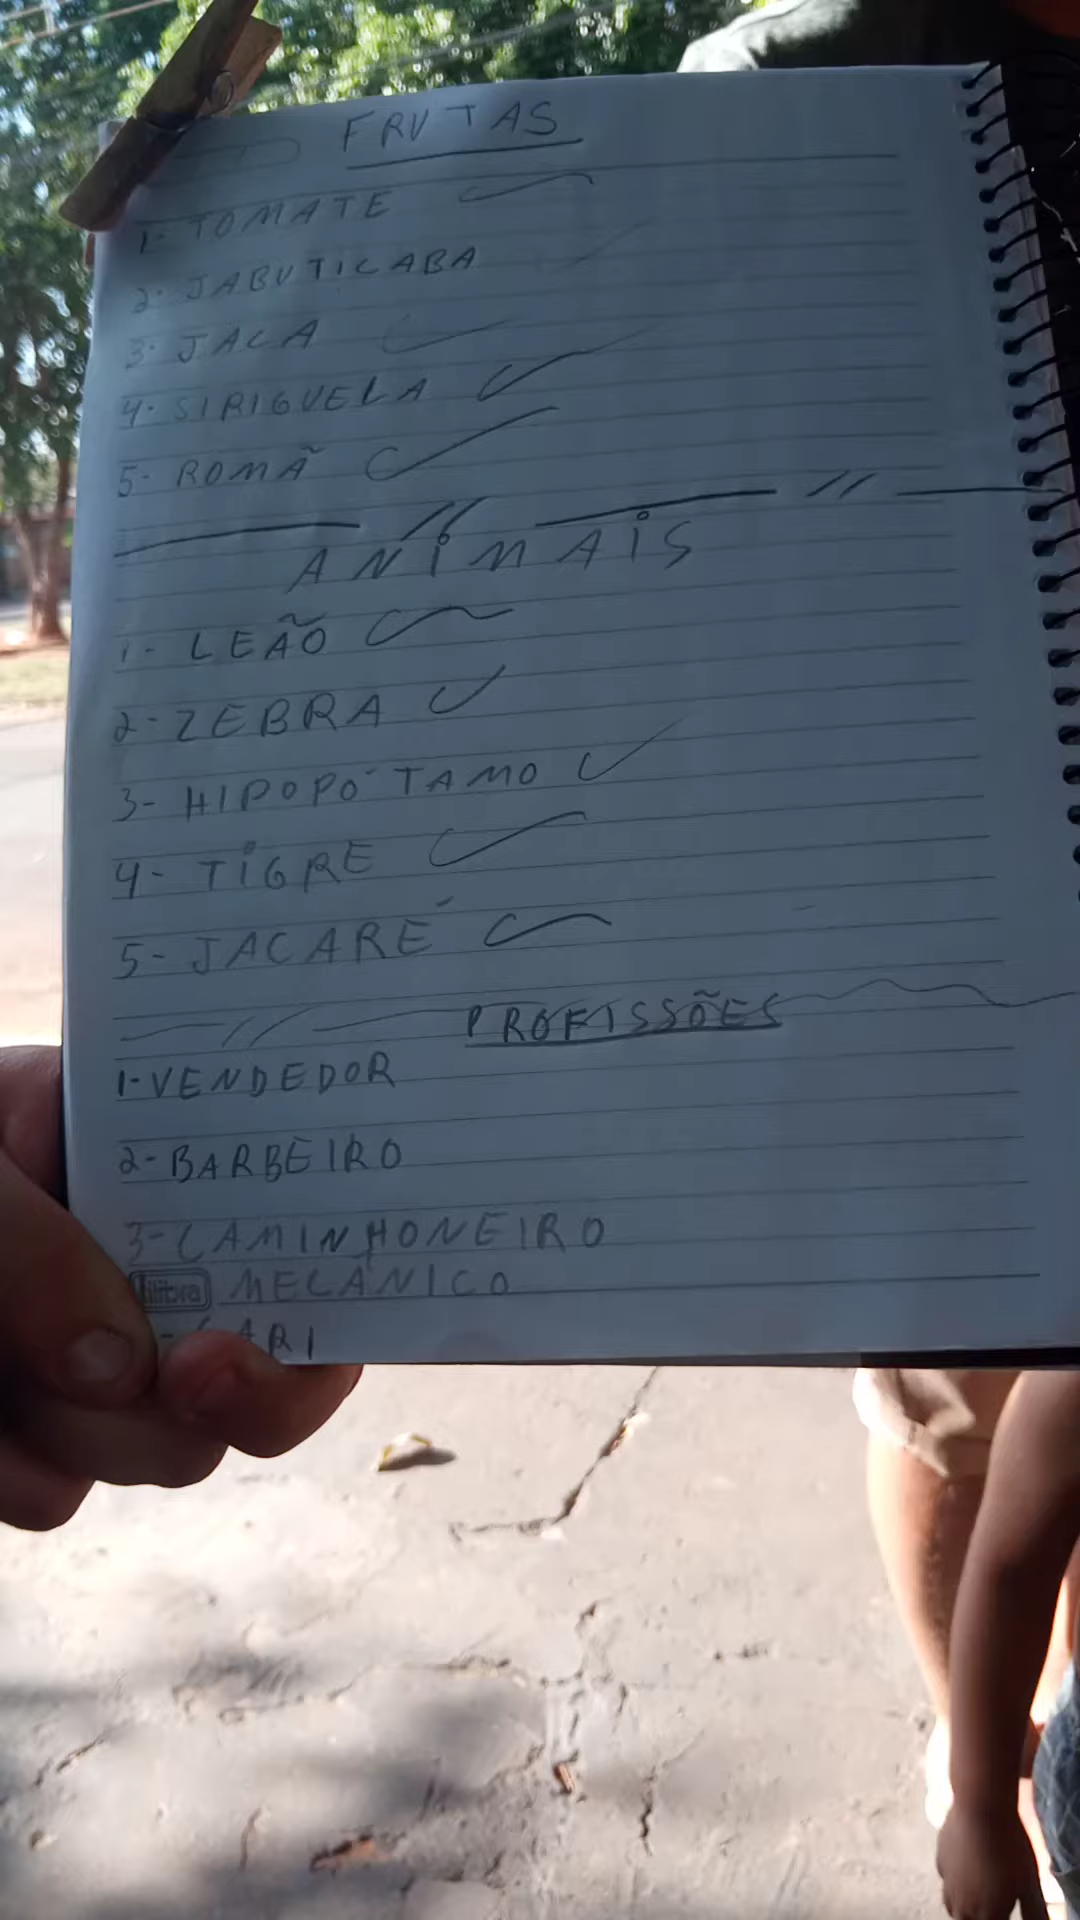 FRUTAS
1- TOMATE
2- JABUTICABA
3- JACA
4- SIRIGUELA
5- ROMÃ
ANIMAIS
1- LEÃO
2- ZEBRA
3- HIPOPÓTAMO
4- TIGRE
5- JACARÉ
PROFISSÕES
1- VENDEDOR
2- BARBEIRO
3- CAMINHONEIRO
tilibra MECÂNICO
- GARI